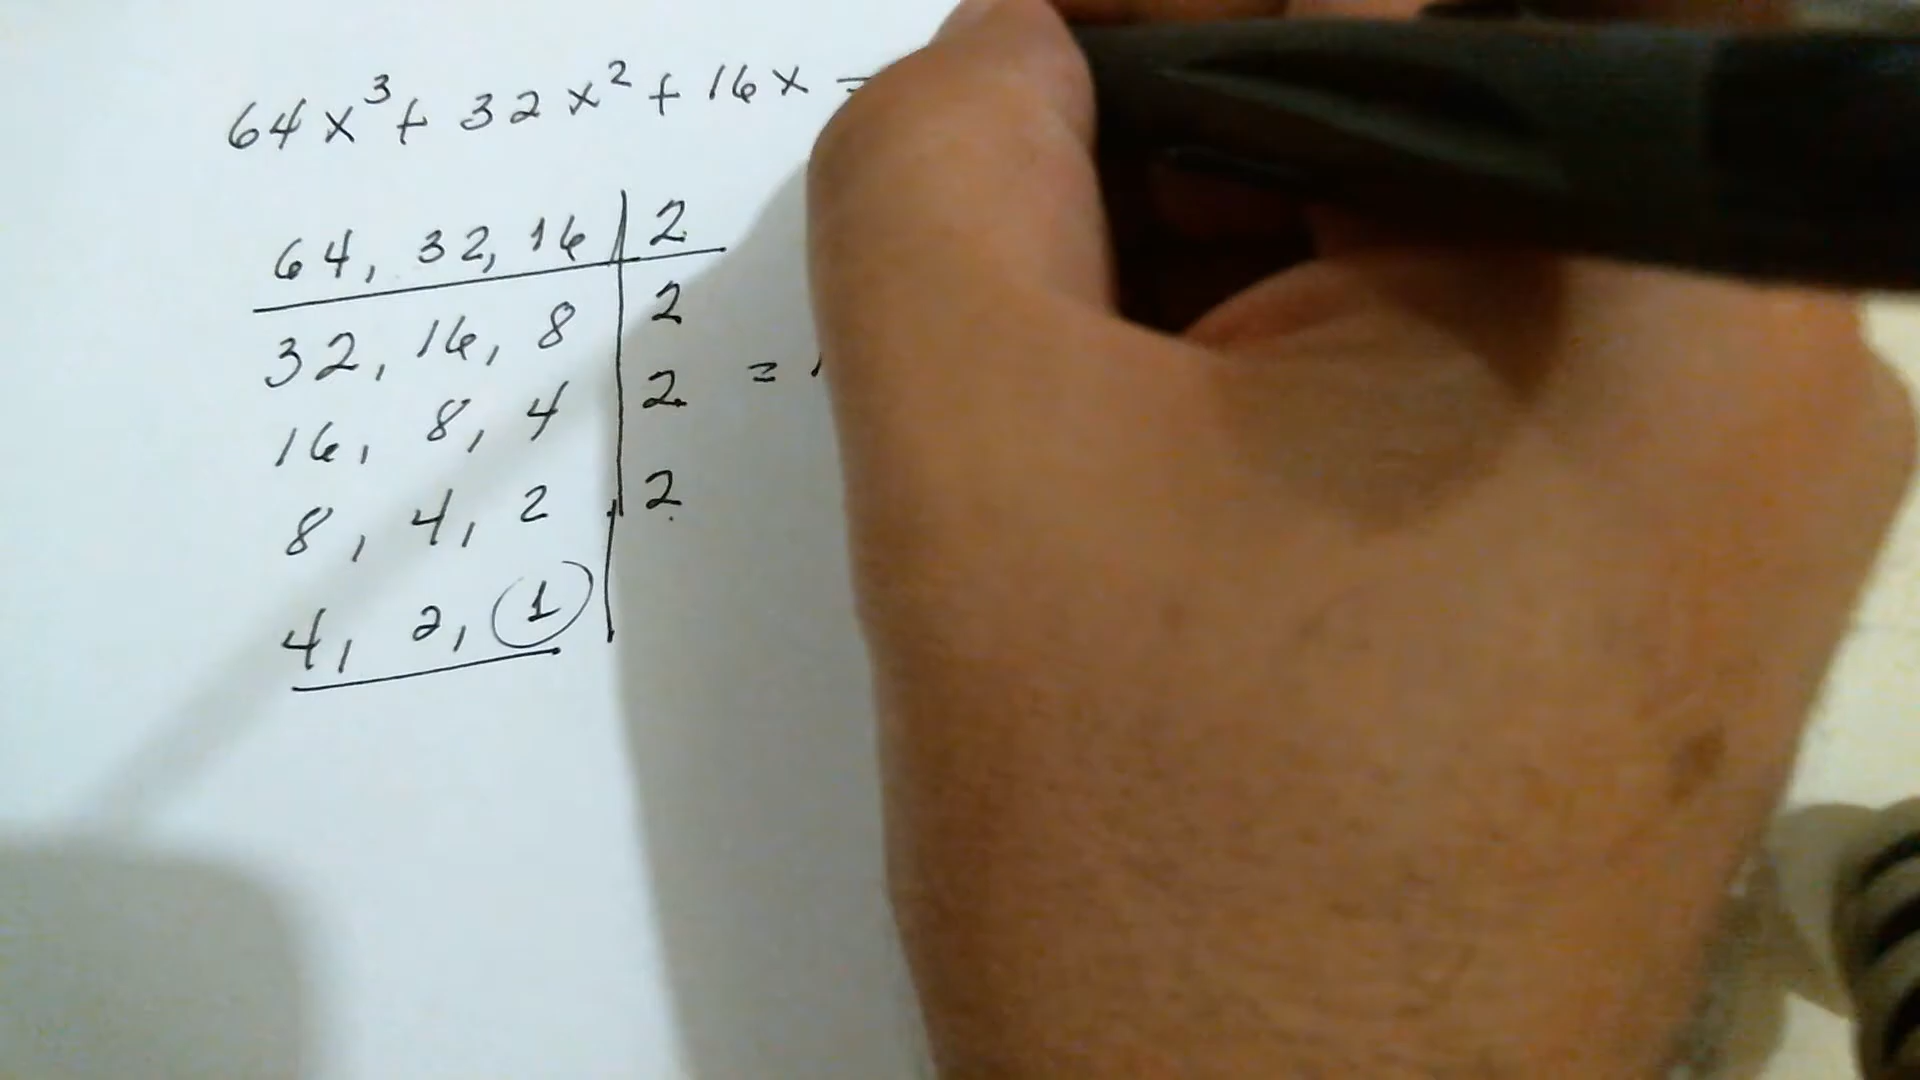 64x³ + 32x² + 16x =
64, 32, 16 | 2
32, 16, 8 | 2
16, 8, 4 | 2 =
8, 4, 2 | 2
4, 2, 1